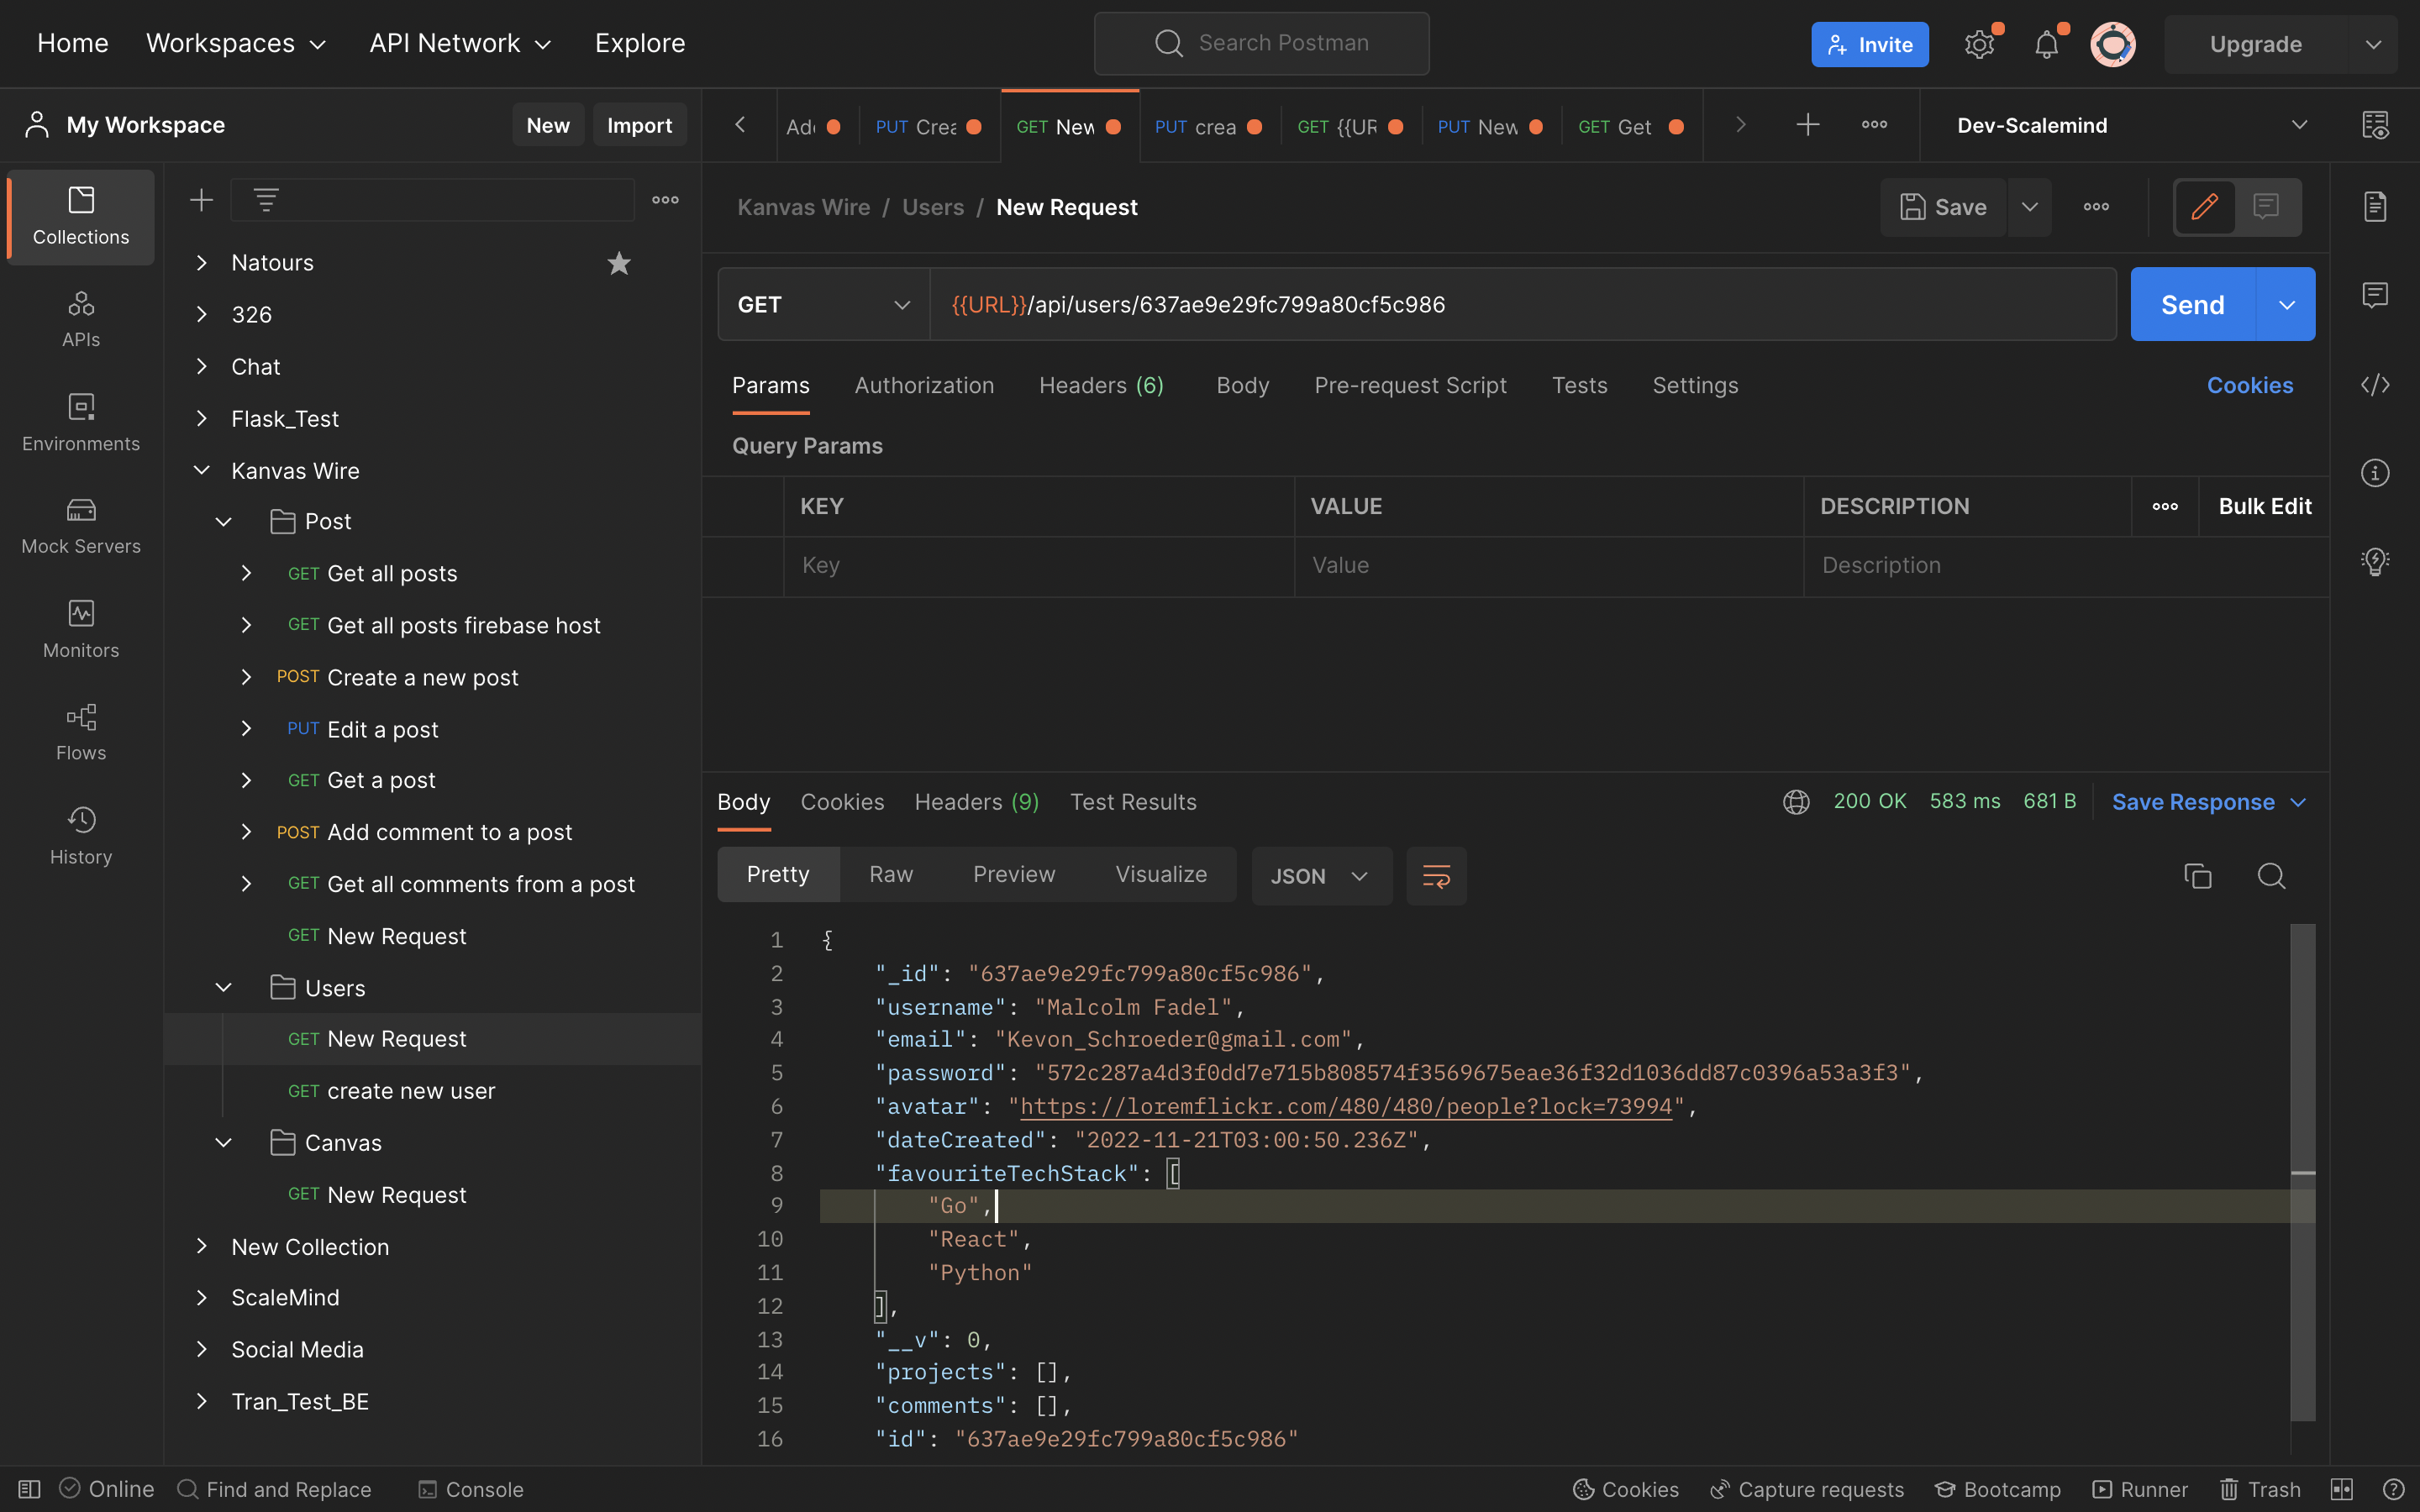 Home Workspaces API Network Explore Search Postman Invite Upgrade
My Workspace New Import
Ad PUT Crea GET New PUT crea GET {{UR PUT New GET Get Dev-Scalemind
Collections
APIs
Environments
Mock Servers
Monitors
Flows
History
Natours
326
Chat
Flask_Test
Kanvas Wire
Post
GET Get all posts
GET Get all posts firebase host
POST Create a new post
PUT Edit a post
GET Get a post
POST Add comment to a post
GET Get all comments from a post
GET New Request
Users
GET New Request
GET create new user
Canvas
GET New Request
New Collection
ScaleMind
Social Media
Tran_Test_BE
Kanvas Wire / Users / New Request Save
GET {{URL}}/api/users/637ae9e29fc799a80cf5c986 Send
Params Authorization Headers (6) Body Pre-request Script Tests Settings Cookies
Query Params
KEY VALUE DESCRIPTION Bulk Edit
Key Value Description
Body Cookies Headers (9) Test Results 200 OK 583 ms 681 B Save Response
Pretty Raw Preview Visualize JSON
1 {
2 "_id": "637ae9e29fc799a80cf5c986",
3 "username": "Malcolm Fadel",
4 "email": "Kevon_Schroeder@gmail.com",
5 "password": "572c287a4d3f0dd7e715b808574f3569675eae36f32d1036dd87c0396a53a3f3",
6 "avatar": "https://loremflickr.com/480/480/people?lock=73994",
7 "dateCreated": "2022-11-21T03:00:50.236Z",
8 "favouriteTechStack": [
9 "Go",
10 "React",
11 "Python"
12 ],
13 "__v": 0,
14 "projects": [],
15 "comments": [],
16 "id": "637ae9e29fc799a80cf5c986"
Online Find and Replace Console Cookies Capture requests Bootcamp Runner Trash